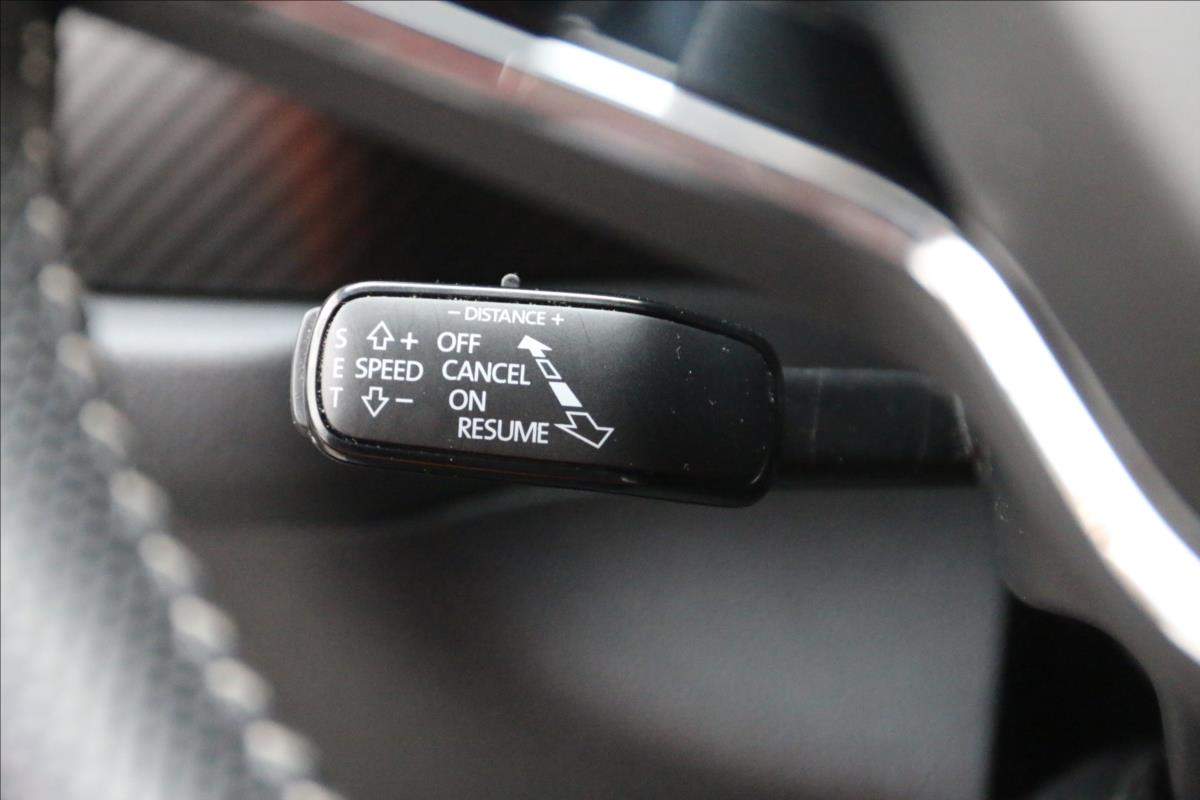 − DISTANCE +
S + OFF
E SPEED CANCEL
T − ON
RESUME